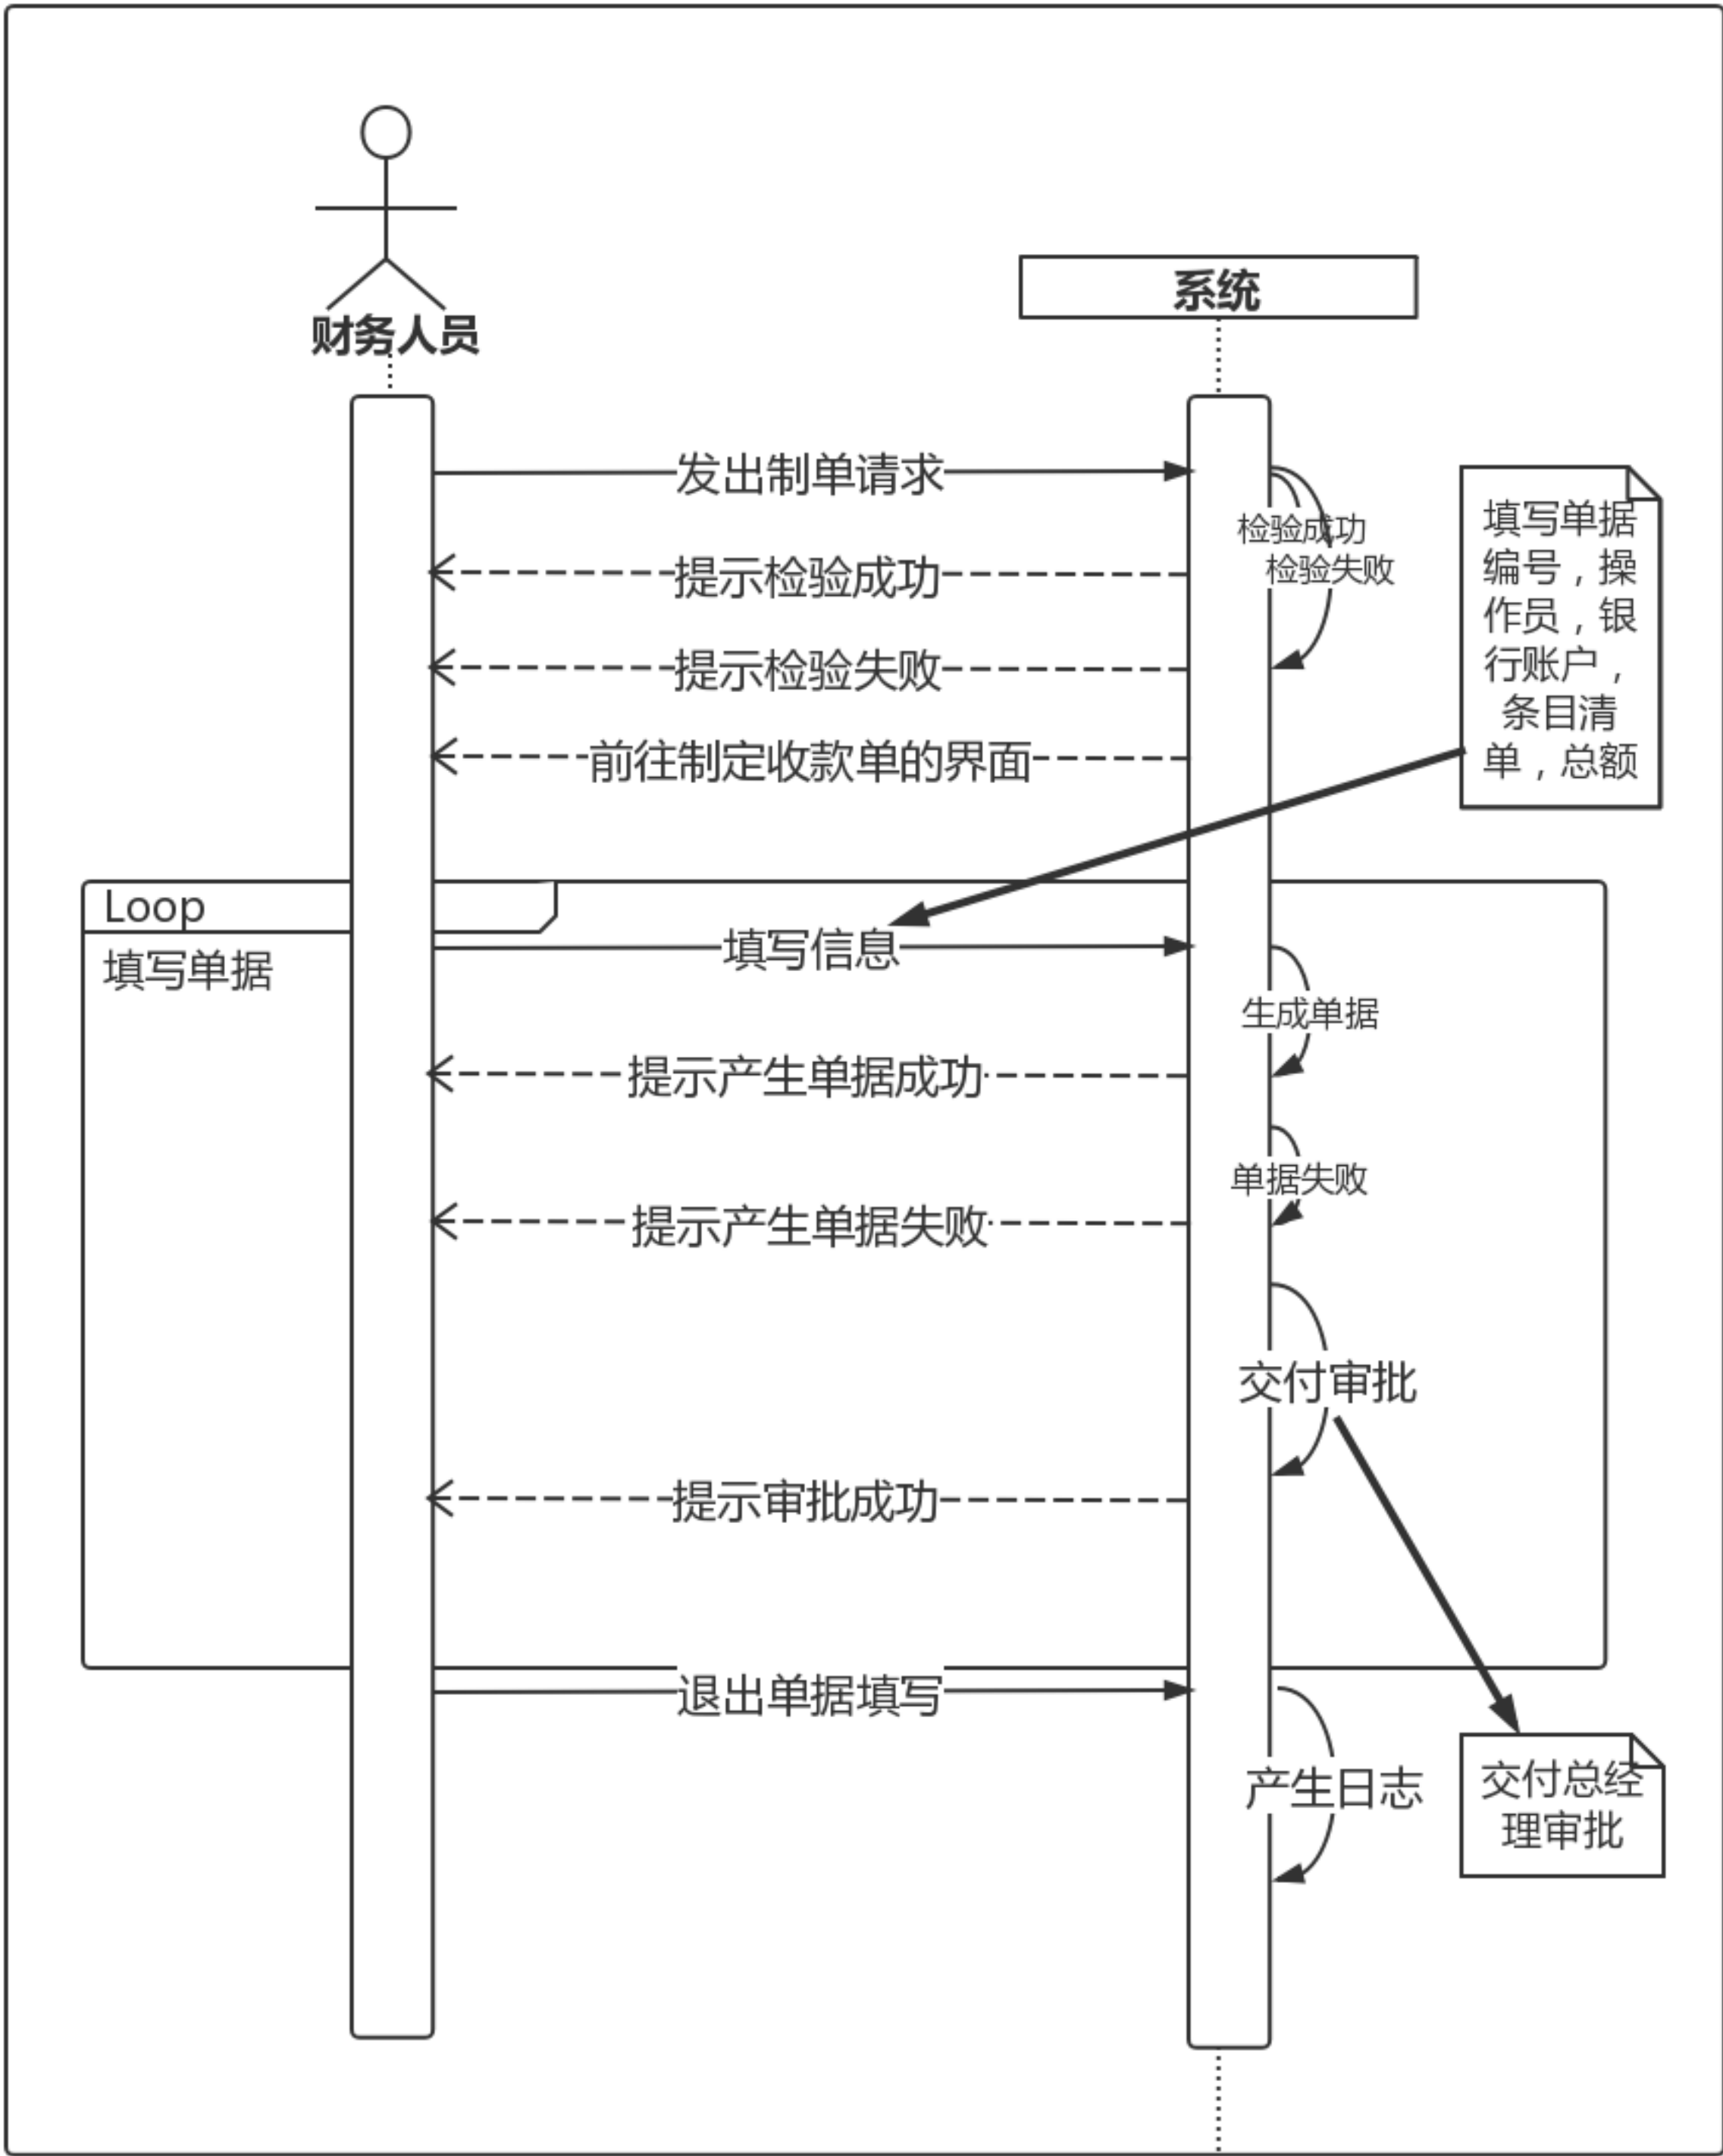 财务人员
系统
发出制单请求
检验成功
检验失败
填写单据
编号，操
作员，银
行账户，
条目清
单，总额
提示检验成功
提示检验失败
前往制定收款单的界面
Loop
填写单据
填写信息
生成单据
提示产生单据成功
单据失败
提示产生单据失败
交付审批
提示审批成功
退出单据填写
产生日志
交付总经
理审批